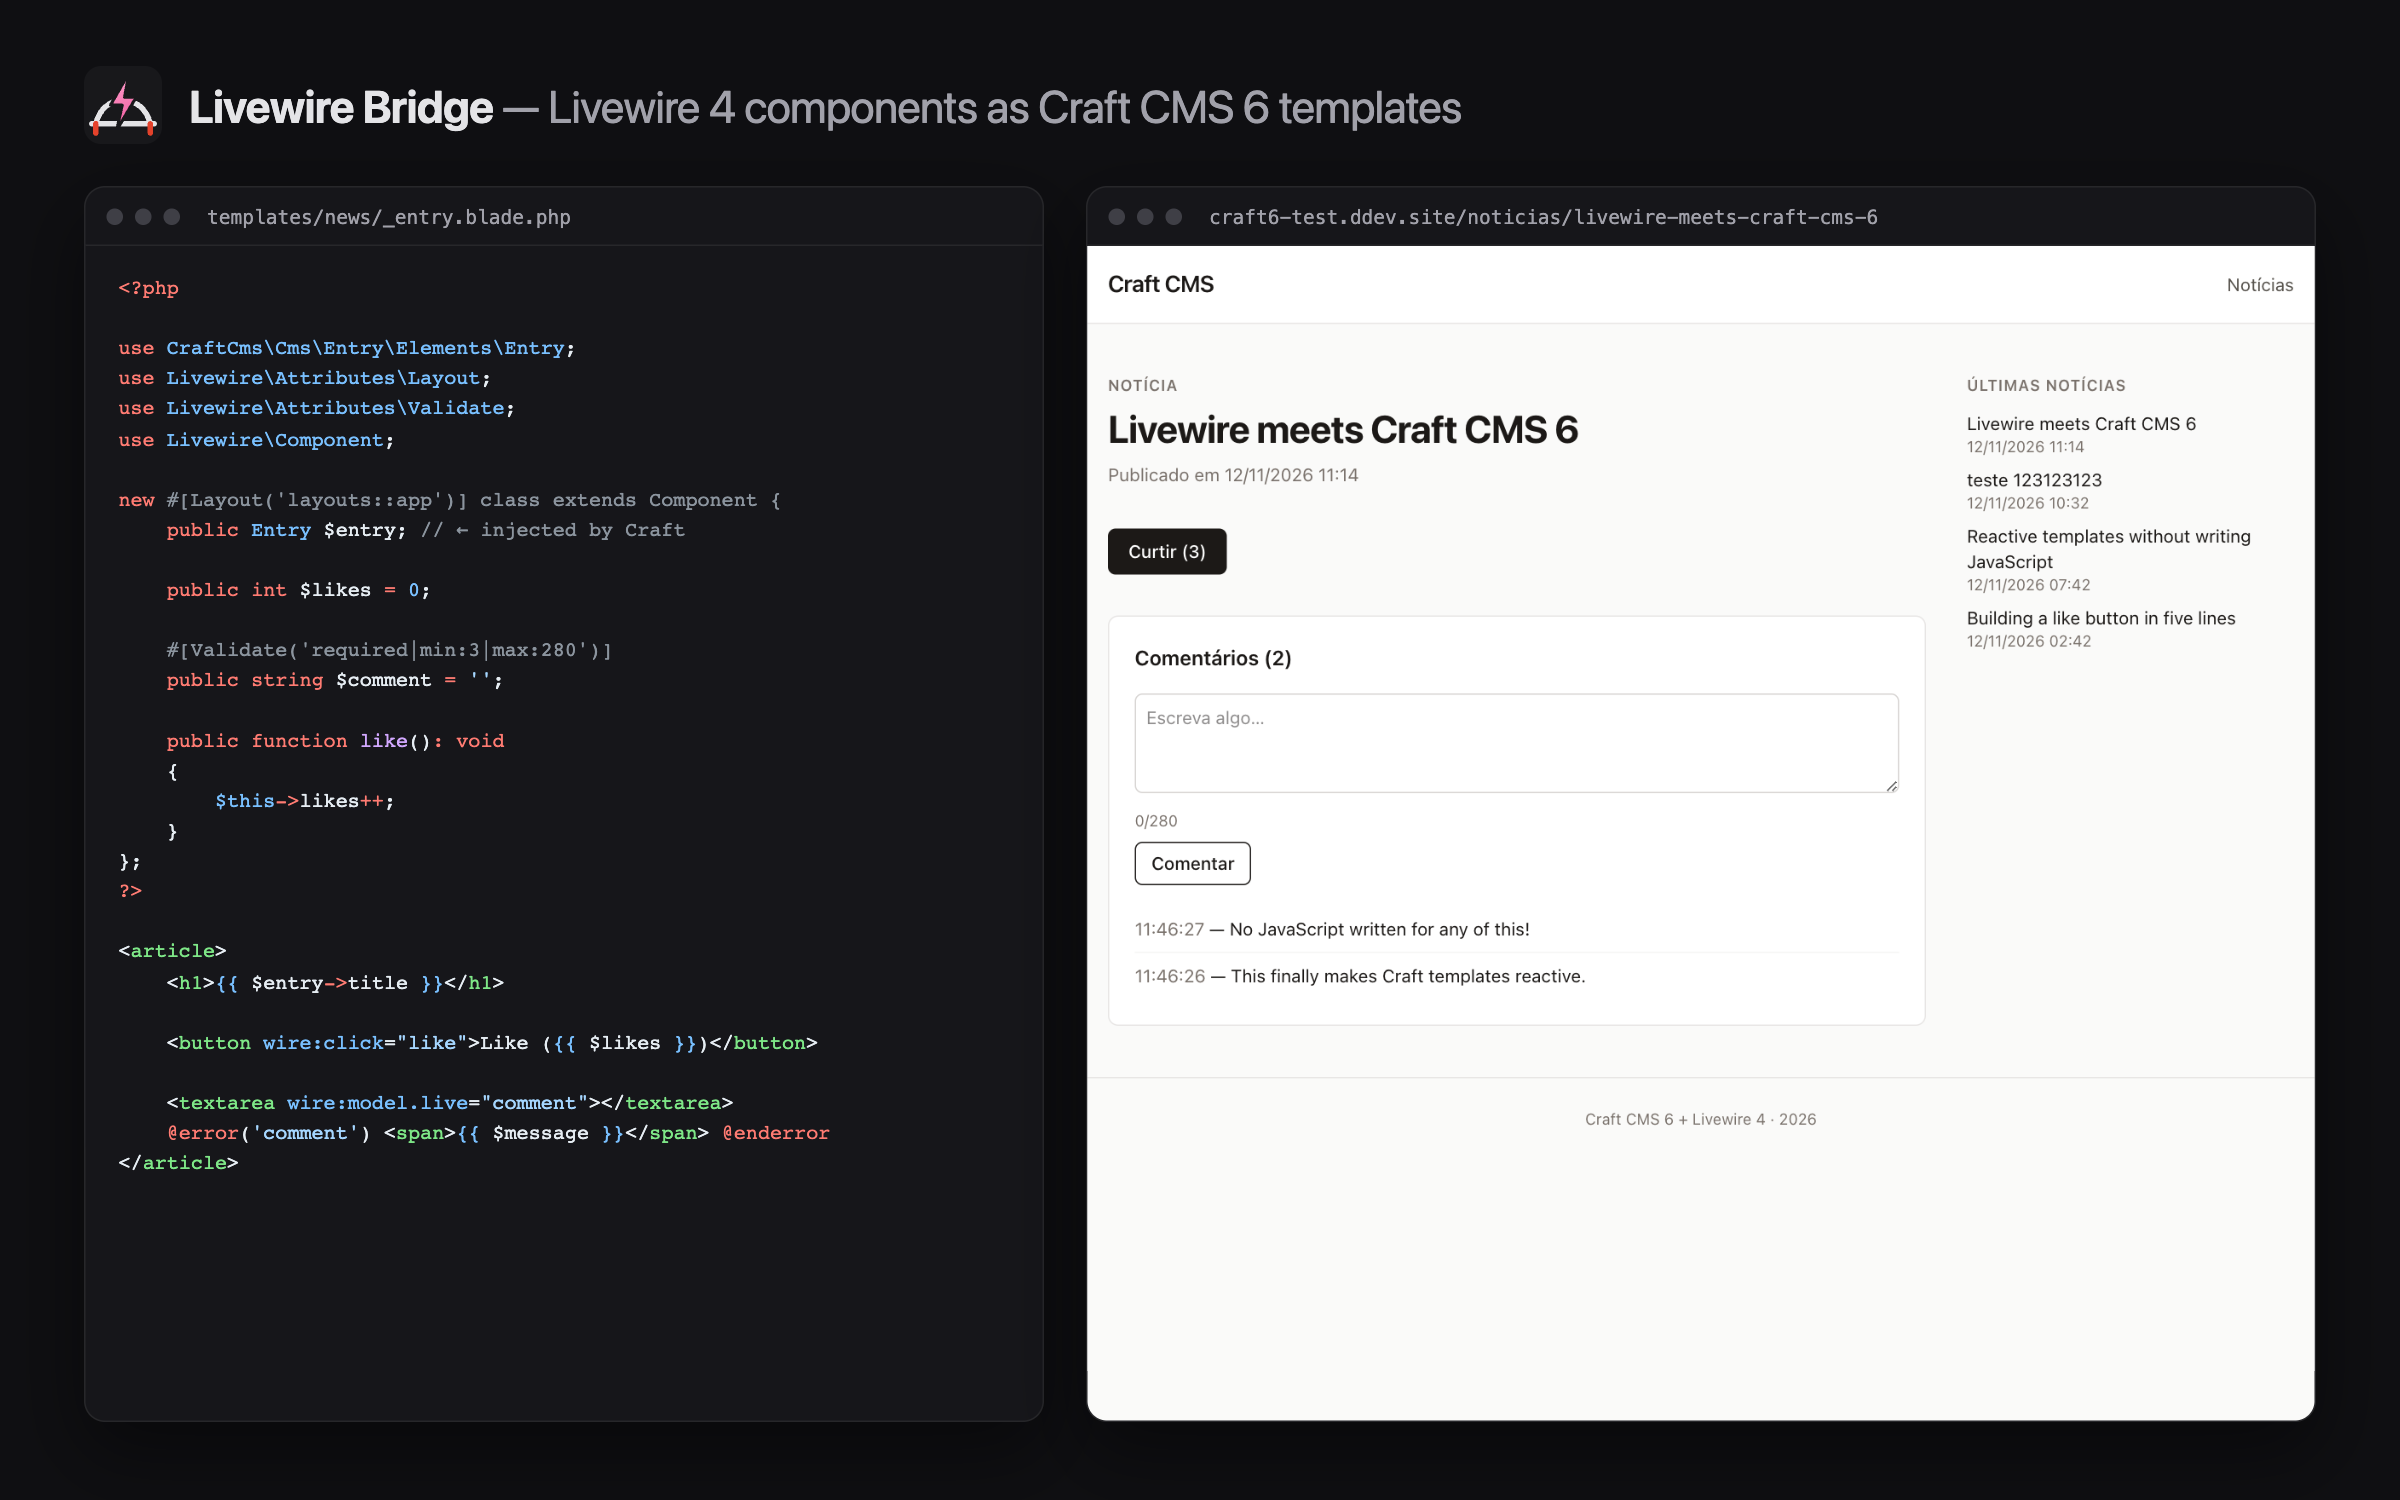 Livewire Bridge — Livewire 4 components as Craft CMS 6 templates
templates/news/_entry.blade.php
<?php
use CraftCms\Cms\Entry\Elements\Entry;
use Livewire\Attributes\Layout;
use Livewire\Attributes\Validate;
use Livewire\Component;
new #[Layout('layouts::app')] class extends Component {
    public Entry $entry; // ← injected by Craft
    public int $likes = 0;
    #[Validate('required|min:3|max:280')]
    public string $comment = '';
    public function like(): void
    {
        $this->likes++;
    }
};
?>
<article>
    <h1>{{ $entry->title }}</h1>
    <button wire:click="like">Like ({{ $likes }})</button>
    <textarea wire:model.live="comment"></textarea>
    @error('comment') <span>{{ $message }}</span> @enderror
</article>
craft6-test.ddev.site/noticias/livewire-meets-craft-cms-6
Craft CMS
Notícias
NOTÍCIA
Livewire meets Craft CMS 6
Publicado em 12/11/2026 11:14
Curtir (3)
Comentários (2)
Escreva algo...
0/280
Comentar
11:46:27 — No JavaScript written for any of this!
11:46:26 — This finally makes Craft templates reactive.
ÚLTIMAS NOTÍCIAS
Livewire meets Craft CMS 6
12/11/2026 11:14
teste 123123123
12/11/2026 10:32
Reactive templates without writing
JavaScript
12/11/2026 07:42
Building a like button in five lines
12/11/2026 02:42
Craft CMS 6 + Livewire 4 · 2026